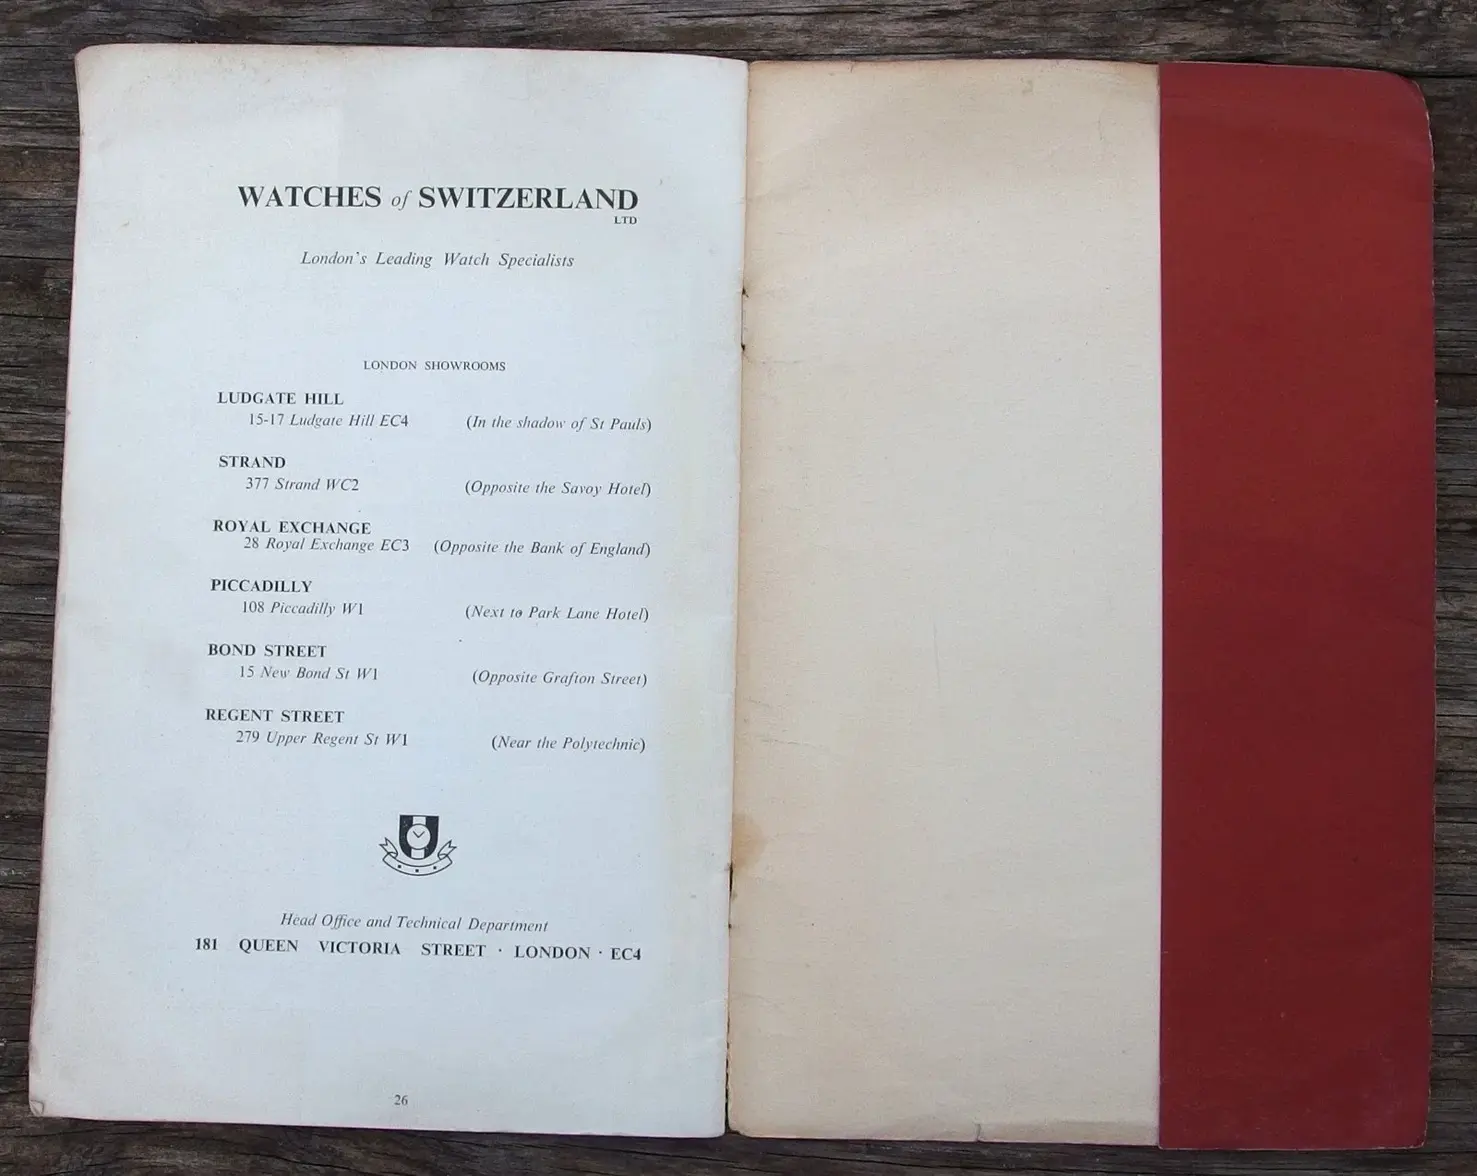 WATCHES of SWITZERLAND
LTD
London's Leading Watch Specialists
LONDON SHOWROOMS
LUDGATE HILL
15-17 Ludgate Hill EC4 (In the shadow of St Pauls)
STRAND
377 Strand WC2 (Opposite the Savoy Hotel)
ROYAL EXCHANGE
28 Royal Exchange EC3 (Opposite the Bank of England)
PICCADILLY
108 Piccadilly W1 (Next to Park Lane Hotel)
BOND STREET
15 New Bond St W1 (Opposite Grafton Street)
REGENT STREET
279 Upper Regent St W1 (Near the Polytechnic)
Head Office and Technical Department
181 QUEEN VICTORIA STREET · LONDON · EC4
26